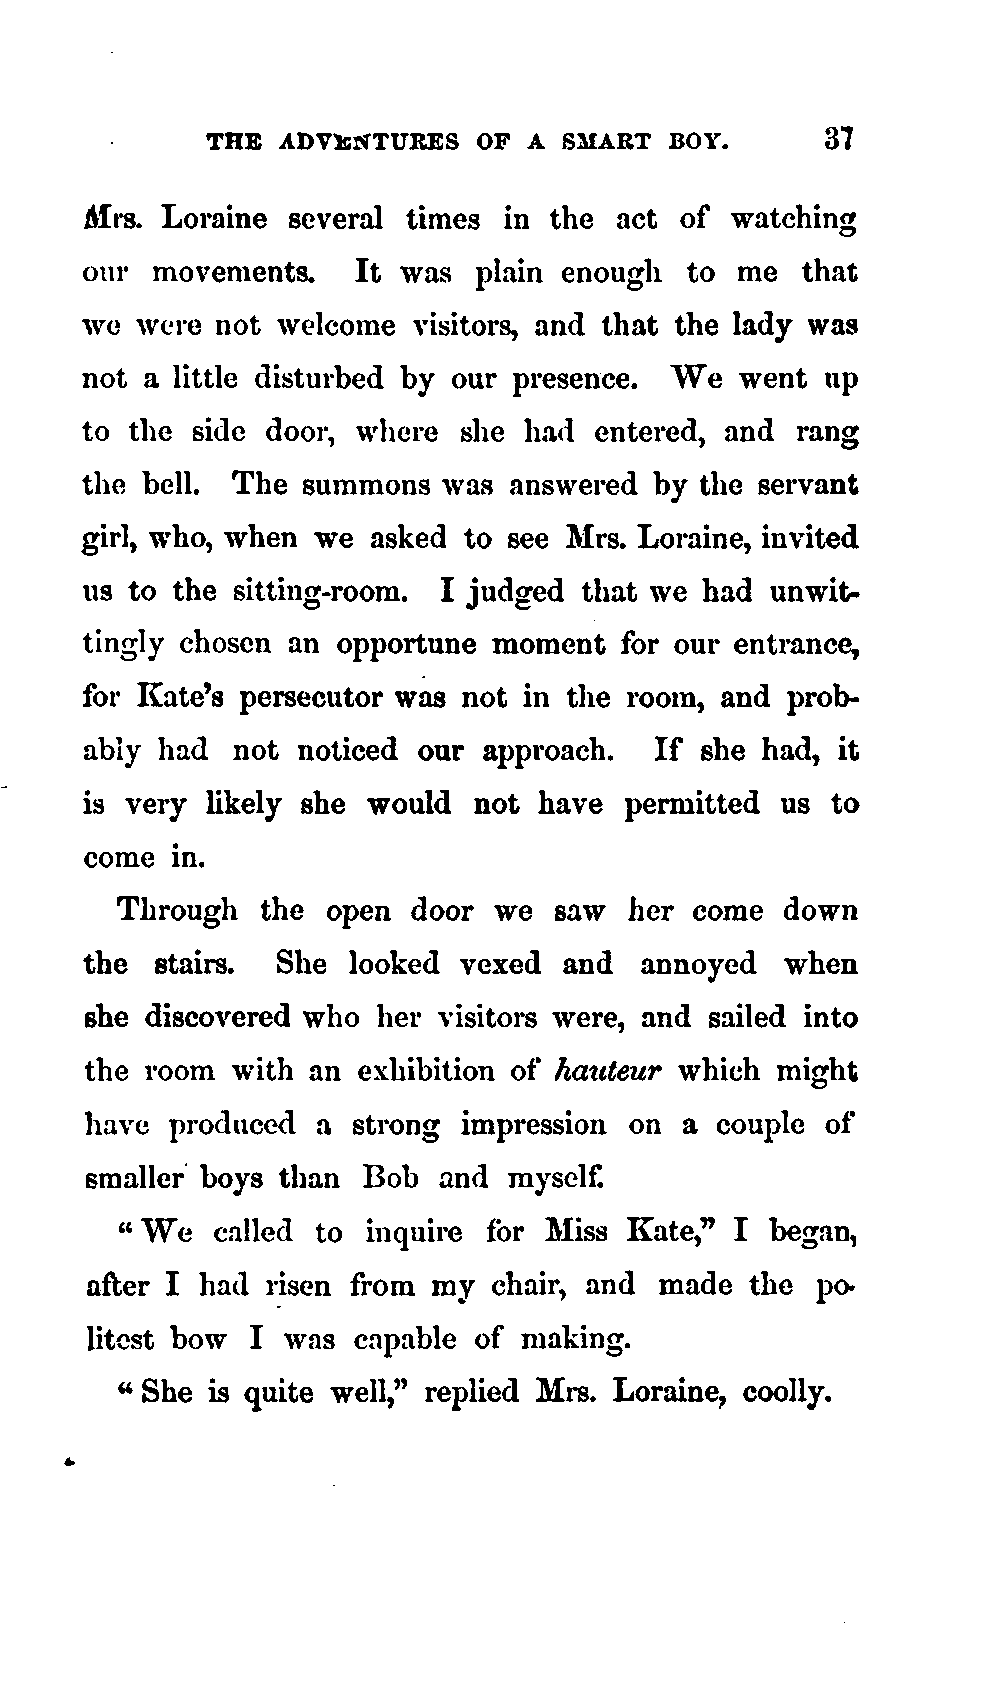 THE ADVENTURES OF A SMART BOY. 37
Mrs. Loraine several times in the act of watching
our movements. It was plain enough to me that
we were not welcome visitors, and that the lady was
not a little disturbed by our presence. We went up
to the side door, where she had entered, and rang
the bell. The summons was answered by the servant
girl, who, when we asked to see Mrs. Loraine, invited
us to the sitting-room. I judged that we had unwit-
tingly chosen an opportune moment for our entrance,
for Kate's persecutor was not in the room, and prob-
ably had not noticed our approach. If she had, it
is very likely she would not have permitted us to
come in.
Through the open door we saw her come down
the stairs. She looked vexed and annoyed when
she discovered who her visitors were, and sailed into
the room with an exhibition of hauteur which might
have produced a strong impression on a couple of
smaller boys than Bob and myself.
“We called to inquire for Miss Kate,” I began,
after I had risen from my chair, and made the po-
litest bow I was capable of making.
“She is quite well,” replied Mrs. Loraine, coolly.